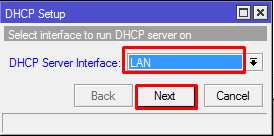 DHCP Setup
Select interface to run DHCP server on
DHCP Server Interface: LAN
Back Next Cancel